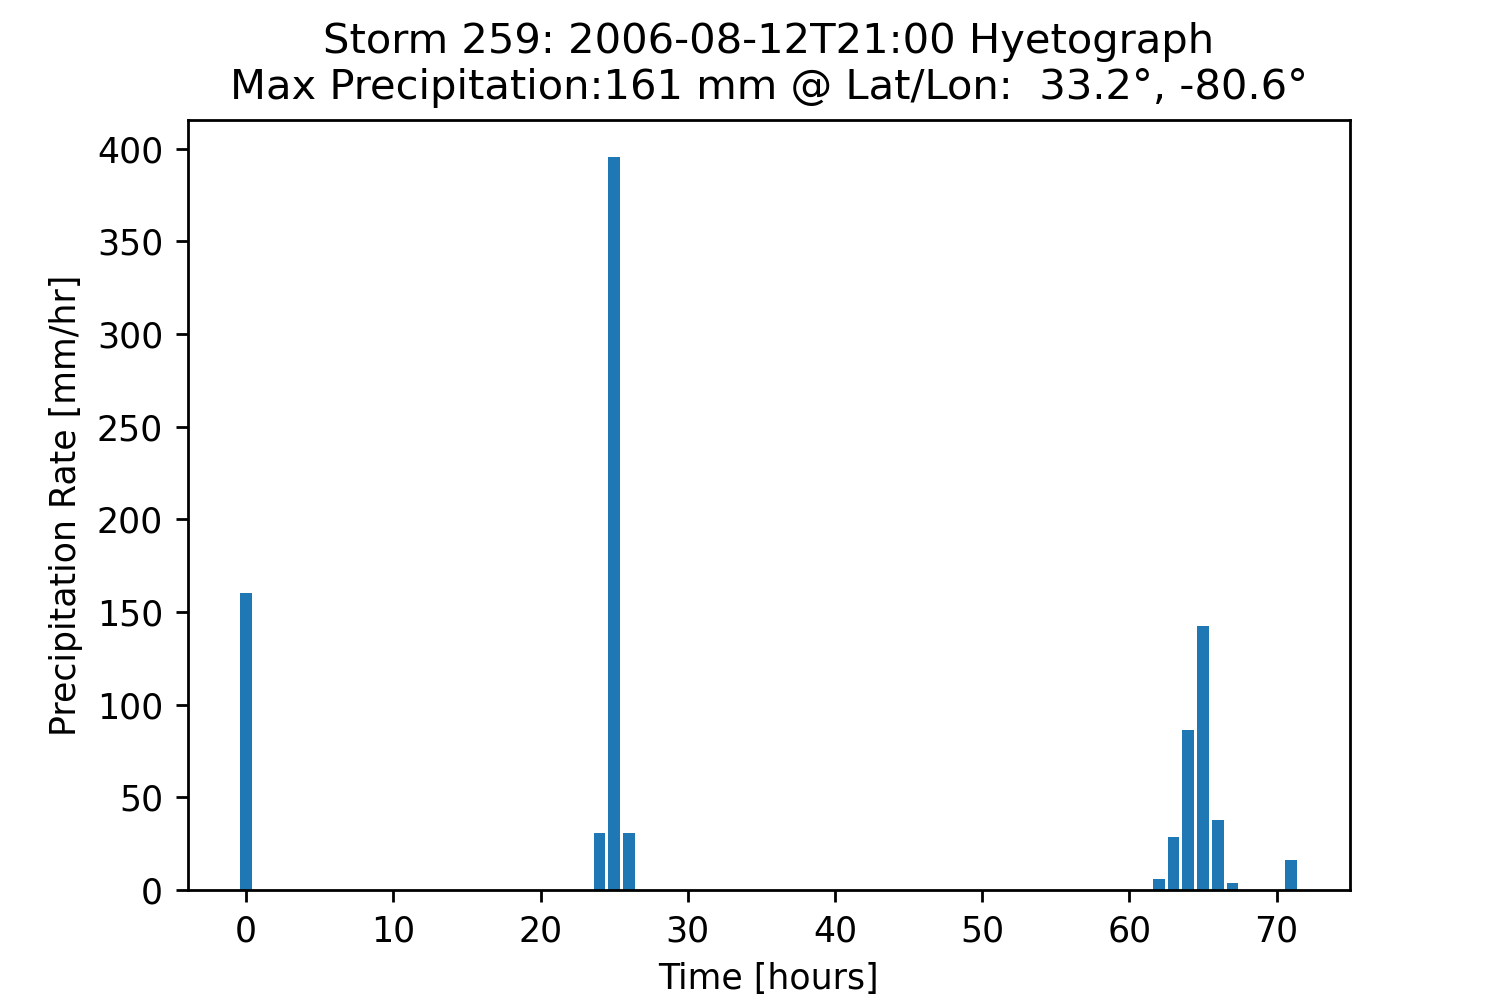 Storm 259: 2006-08-12T21:00 Hyetograph
Max Precipitation:161 mm @ Lat/Lon:  33.2°, -80.6°
400
350
300
250
200
150
100
50
0
Precipitation Rate [mm/hr]
0 10 20 30 40 50 60 70
Time [hours]